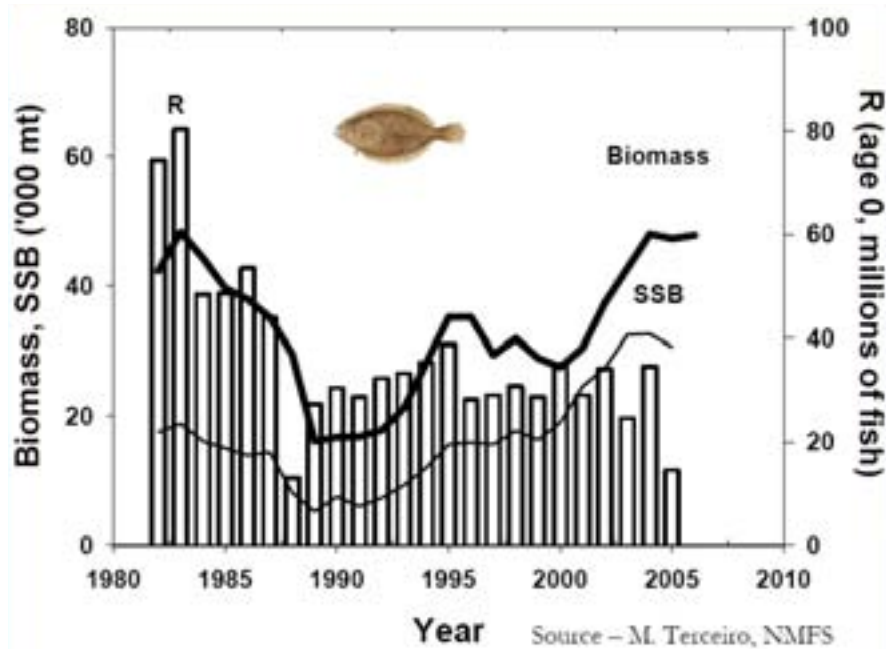 80
60
40
20
0
Biomass, SSB ('000 mt)
R
Biomass
SSB
100
80
60
40
20
0
R (age 0, millions of fish)
1980
1985
1990
1995
2000
2005
2010
Year
Source – M. Terceiro, NMFS